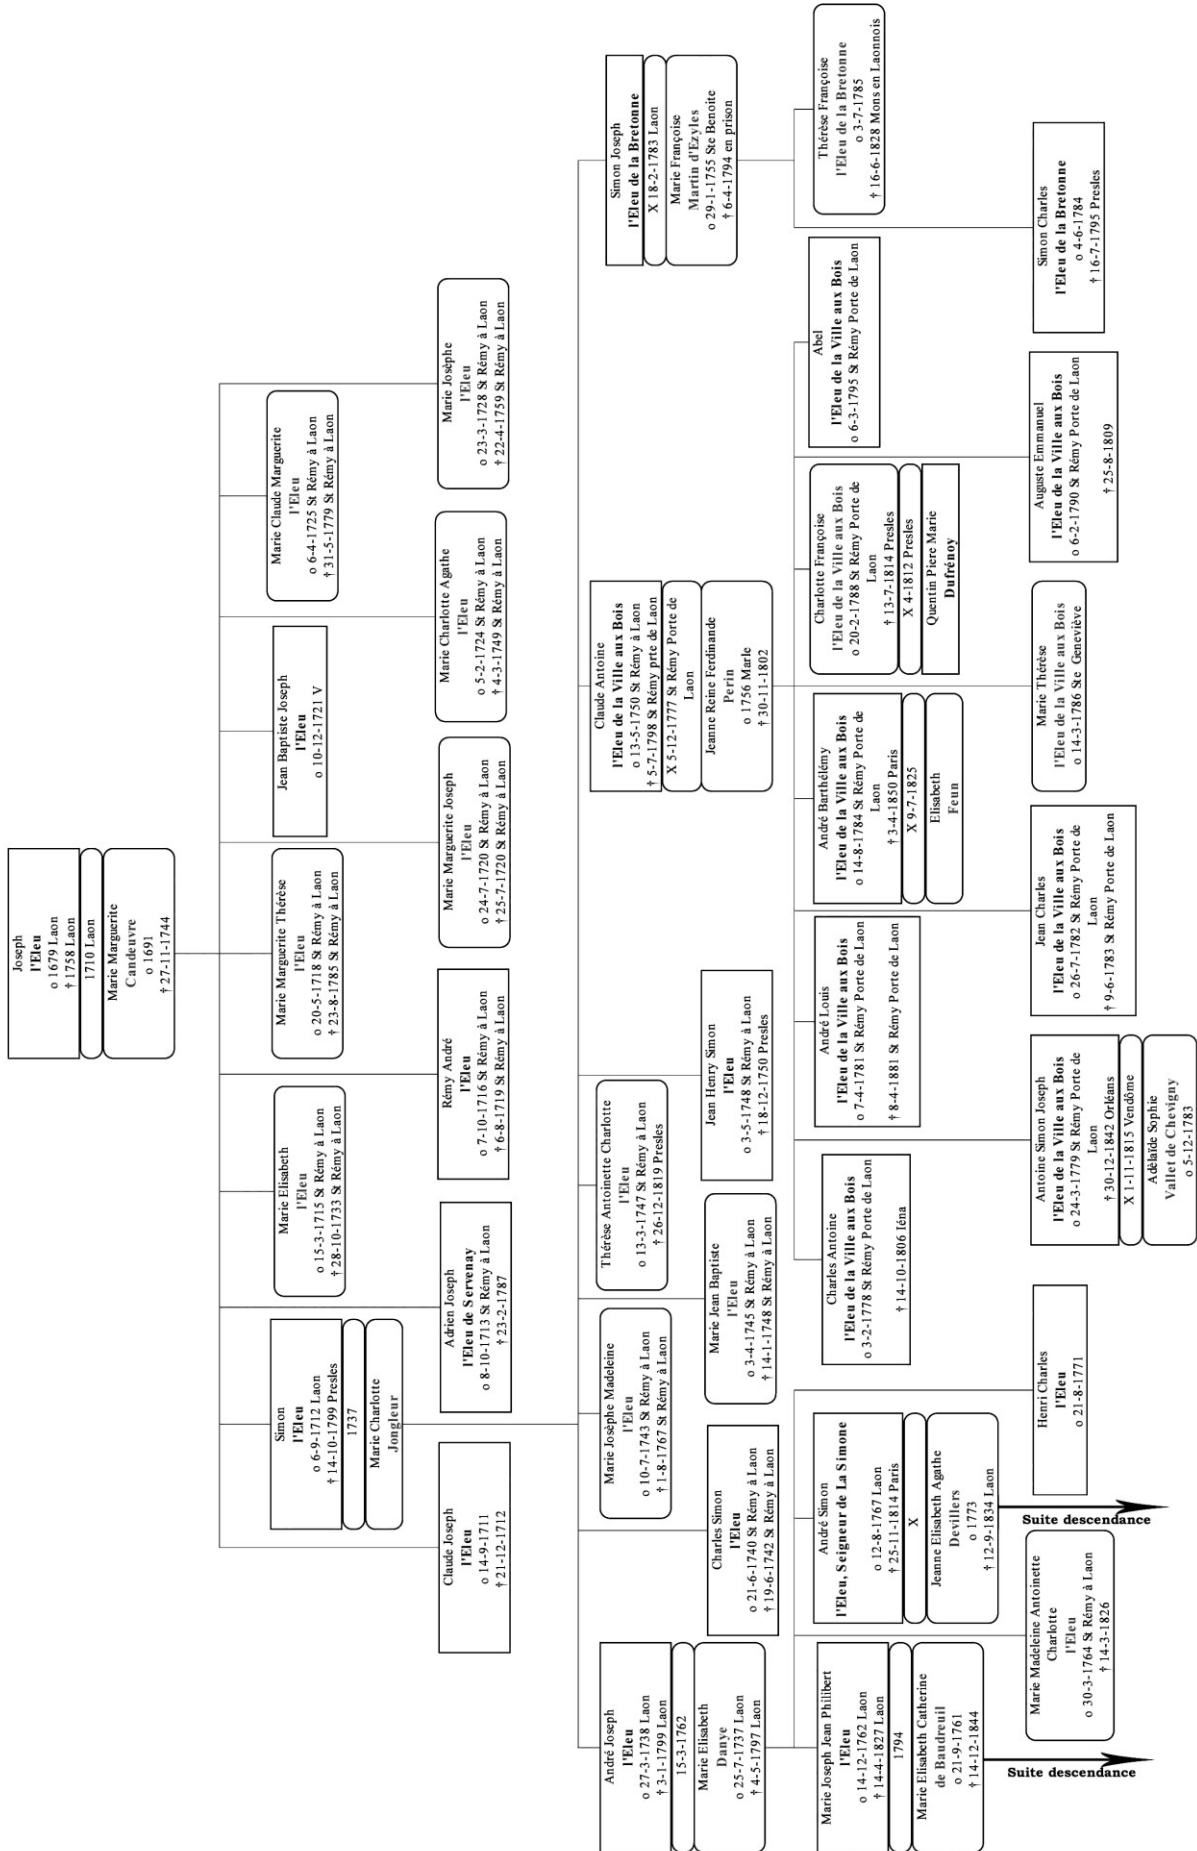 Joseph
l'Eleu
o 1679 Laon
† 1758 Laon
1710 Laon
Marie Marguerite
Candeuvre
o 1691
† 27-11-1744
Simon
l'Eleu
o 6-9-1712 Laon
† 14-10-1799 Presles
1737
Marie Charlotte
Jongleur
Marie Elisabeth
l'Eleu
o 15-3-1715 St Rémy à Laon
† 28-10-1733 St Rémy à Laon
Marie Marguerite Thérèse
l'Eleu
o 20-5-1718 St Rémy à Laon
† 23-8-1785 St Rémy à Laon
Jean Baptiste Joseph
l'Eleu
o 10-12-1721 V
Marie Claude Marguerite
l'Eleu
o 6-4-1725 St Rémy à Laon
† 31-5-1779 St Rémy à Laon
Claude Joseph
l'Eleu
o 14-9-1711
† 21-12-1712
Adrien Joseph
l'Eleu de Servenay
o 8-10-1713 St Rémy à Laon
† 23-2-1787
Rémy André
l'Eleu
o 7-10-1716 St Rémy à Laon
† 6-8-1719 St Rémy à Laon
Marie Marguerite Joseph
l'Eleu
o 24-7-1720 St Rémy à Laon
† 25-7-1720 St Rémy à Laon
Marie Charlotte Agathe
l'Eleu
o 5-2-1724 St Rémy à Laon
† 4-3-1749 St Rémy à Laon
Marie Josèphe
l'Eleu
o 23-3-1728 St Rémy à Laon
† 22-4-1759 St Rémy à Laon
André Joseph
l'Eleu
o 27-3-1738 Laon
† 3-1-1799 Laon
15-3-1762
Marie Elisabeth
Danye
o 25-7-1737 Laon
† 4-5-1797 Laon
Marie Josèphe Madeleine
l'Eleu
o 10-7-1743 St Rémy à Laon
† 1-8-1767 St Rémy à Laon
Thérèse Antoinette Charlotte
l'Eleu
o 13-3-1747 St Rémy à Laon
† 26-12-1819 Presles
Claude Antoine
l'Eleu de la Ville aux Bois
o 13-5-1750 St Rémy à Laon
† 5-7-1798 St Rémy prte de Laon
X 5-12-1777 St Rémy Porte de
Laon
Jeanne Reine Ferdinande
Perin
o 1756 Marle
† 30-11-1802
Simon Joseph
l'Eleu de la Bretonne
X 18-2-1783 Laon
Marie Françoise
Martin d'Ezyles
o 29-1-1755 Ste Benoite
† 6-4-1794 en prison
Charles Simon
l'Eleu
o 21-6-1740 St Rémy à Laon
† 19-6-1742 St Rémy à Laon
Marie Jean Baptiste
l'Eleu
o 3-4-1745 St Rémy à Laon
† 14-1-1748 St Rémy à Laon
Jean Henry Simon
l'Eleu
o 3-5-1748 St Rémy à Laon
† 18-12-1750 Presles
Marie Joseph Jean Philibert
l'Eleu
o 14-12-1762 Laon
† 14-4-1827 Laon
1794
Marie Elisabeth Catherine
de Baudreuil
o 21-9-1761
† 14-12-1844
Suite descendance
André Simon
l'Eleu, Seigneur de La Simone
o 12-8-1767 Laon
† 25-11-1814 Paris
X
Jeanne Elisabeth Agathe
Devillers
o 1773
† 12-9-1834 Laon
Suite descendance
Charles Antoine
l'Eleu de la Ville aux Bois
o 3-2-1778 St Rémy Porte de Laon
† 14-10-1806 Iéna
André Louis
l'Eleu de la Ville aux Bois
o 7-4-1781 St Rémy Porte de Laon
† 8-4-1881 St Rémy Porte de Laon
André Barthélémy
l'Eleu de la Ville aux Bois
o 14-8-1784 St Rémy Porte de
Laon
† 3-4-1850 Paris
X 9-7-1825
Elisabeth
Feun
Charlotte Françoise
l'Eleu de la Ville aux Bois
o 20-2-1788 St Rémy Porte de
Laon
† 13-7-1814 Presles
X 4-1812 Presles
Quentin Piere Marie
Dufrénoy
Abel
l'Eleu de la Ville aux Bois
o 6-3-1795 St Rémy Porte de Laon
Thérèse Françoise
l'Eleu de la Bretonne
o 3-7-1785
† 16-6-1828 Mons en Laonnois
Marie Madeleine Antoinette
Charlotte
l'Eleu
o 30-3-1764 St Rémy à Laon
† 14-3-1826
Henri Charles
l'Eleu
o 21-8-1771
Antoine Simon Joseph
l'Eleu de la Ville aux Bois
o 24-3-1779 St Rémy Porte de
Laon
† 30-12-1842 Orléans
X 1-11-1815 Vendôme
Adélaïde Sophie
Vallet de Chevigny
o 5-12-1783
Jean Charles
l'Eleu de la Ville aux Bois
o 26-7-1782 St Rémy Porte de
Laon
† 9-6-1783 St Rémy Porte de Laon
Marie Thérèse
l'Eleu de la Ville aux Bois
o 14-3-1786 Ste Geneviève
Auguste Emmanuel
l'Eleu de la Ville aux Bois
o 6-2-1790 St Rémy Porte de Laon
† 25-8-1809
Simon Charles
l'Eleu de la Bretonne
o 4-6-1784
† 16-7-1795 Presles